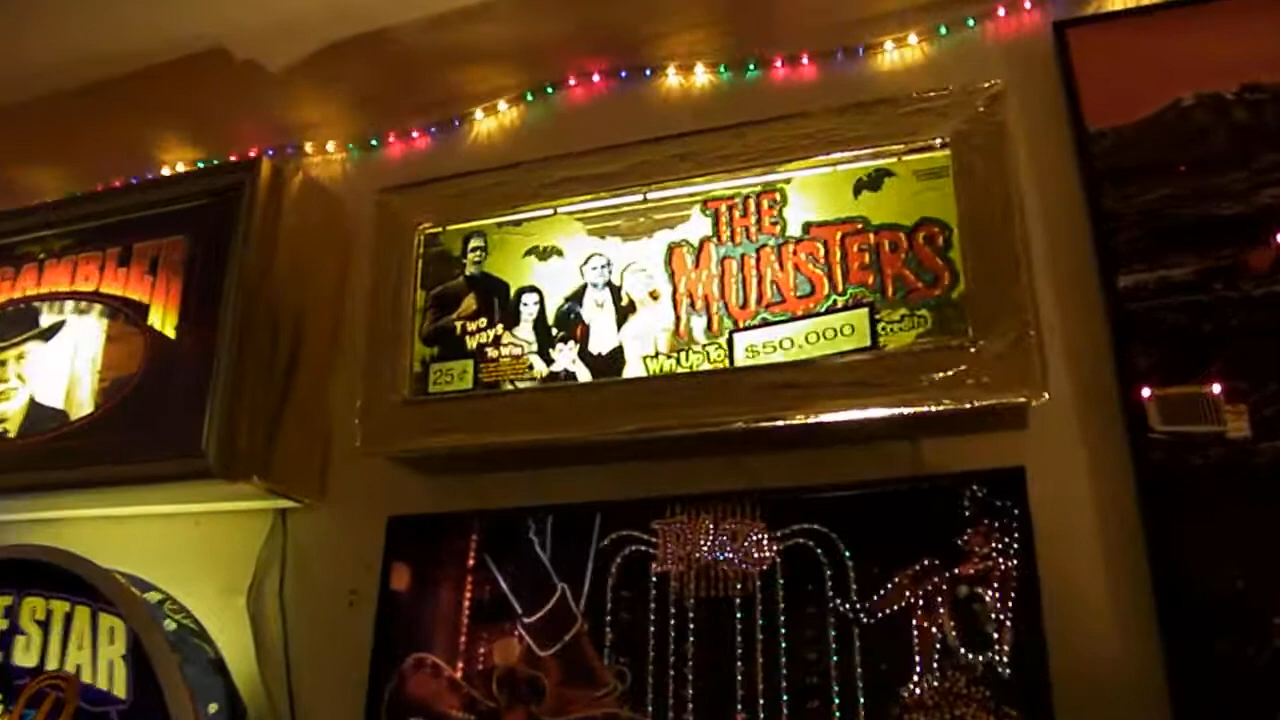 GAMBLER
THE
MUNSTERS
Two
Ways
To Win
25¢
Win Up To
$50,000
Credits
STAR